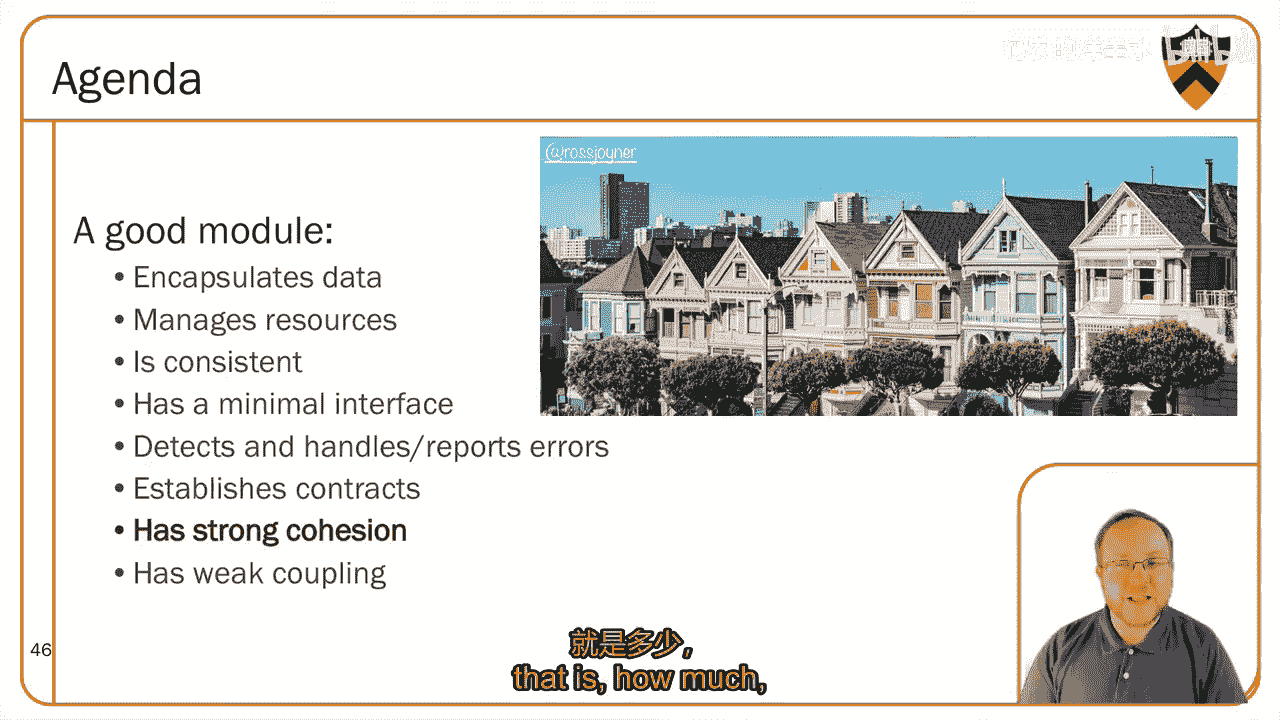 Agenda
@rossjoyner
A good module:
• Encapsulates data
• Manages resources
• Is consistent
• Has a minimal interface
• Detects and handles/reports errors
• Establishes contracts
• Has strong cohesion
• Has weak coupling
46
就是多少,
that is, how much,